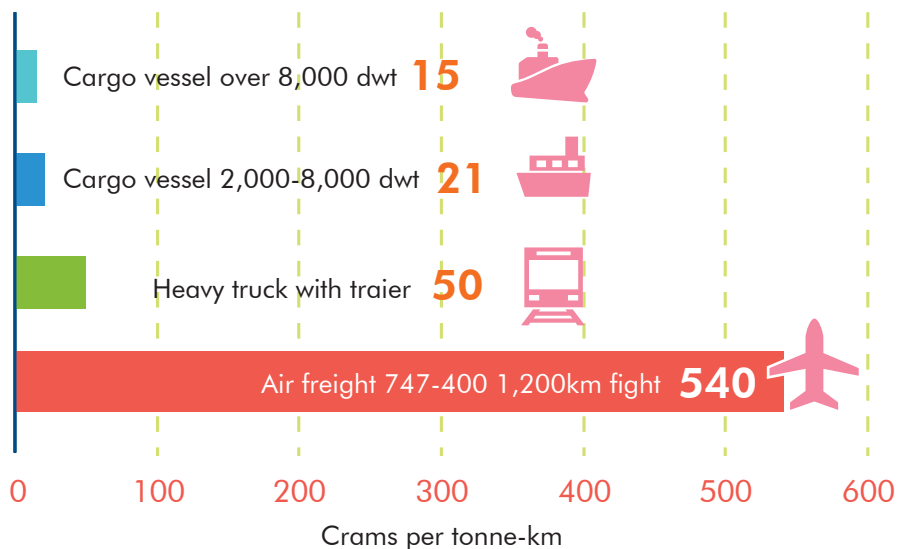 Cargo vessel over 8,000 dwt 15
Cargo vessel 2,000-8,000 dwt 21
Heavy truck with traier 50
Air freight 747-400 1,200km fight 540
0 100 200 300 400 500 600
Crams per tonne-km